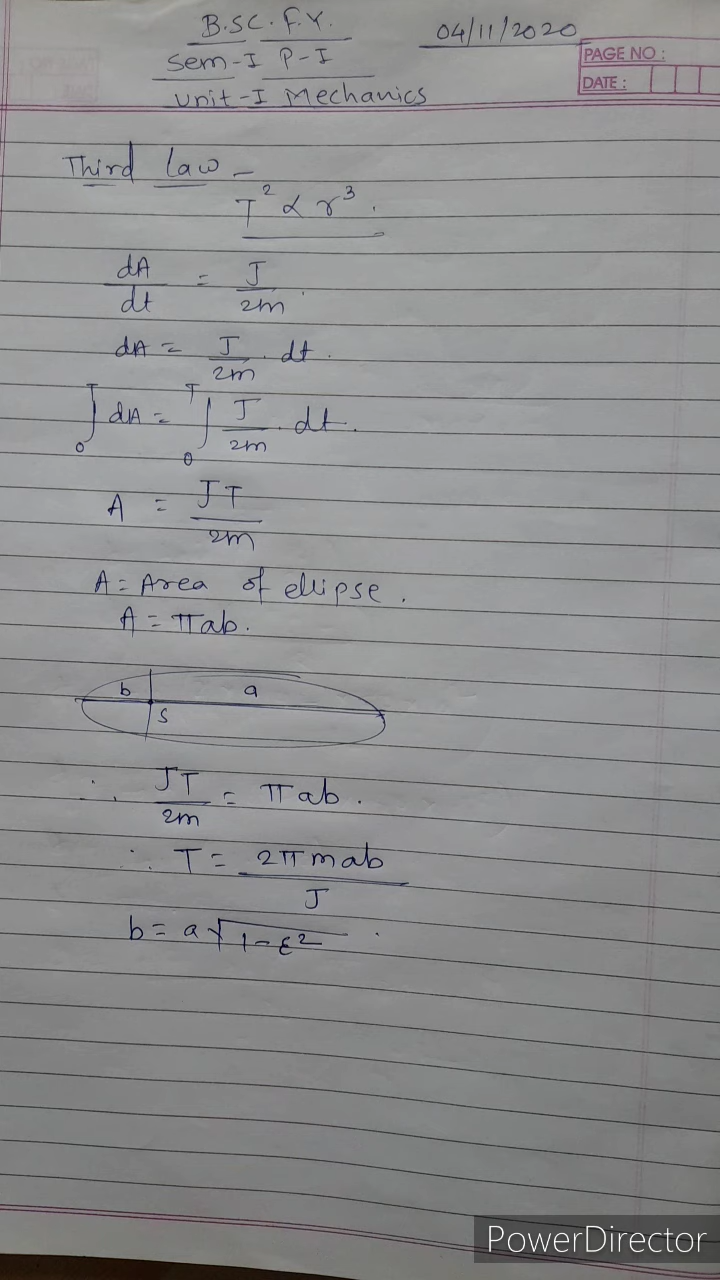 B.SC. F.Y. 04/11/2020
Sem-I P-I
PAGE NO :
DATE :
Unit-I Mechanics
Third law -
T² ∝ r³.
dA/dt = J/2m.
dA = J/2m . dt.
∫₀ᵀ dA = ∫₀ᵀ J/2m . dt.
A = JT/2m
A = Area of ellipse.
A = πab.
b a
S
∴ JT/2m = πab.
∴ T = 2πmab/J
b = a√1-ε².
PowerDirector